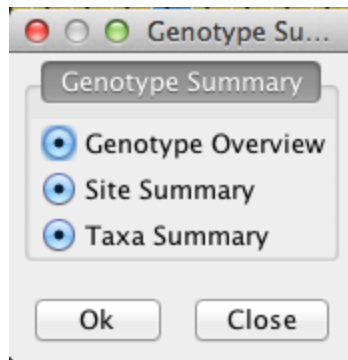 Genotype Su...
Genotype Summary
Genotype Overview
Site Summary
Taxa Summary
Ok Close